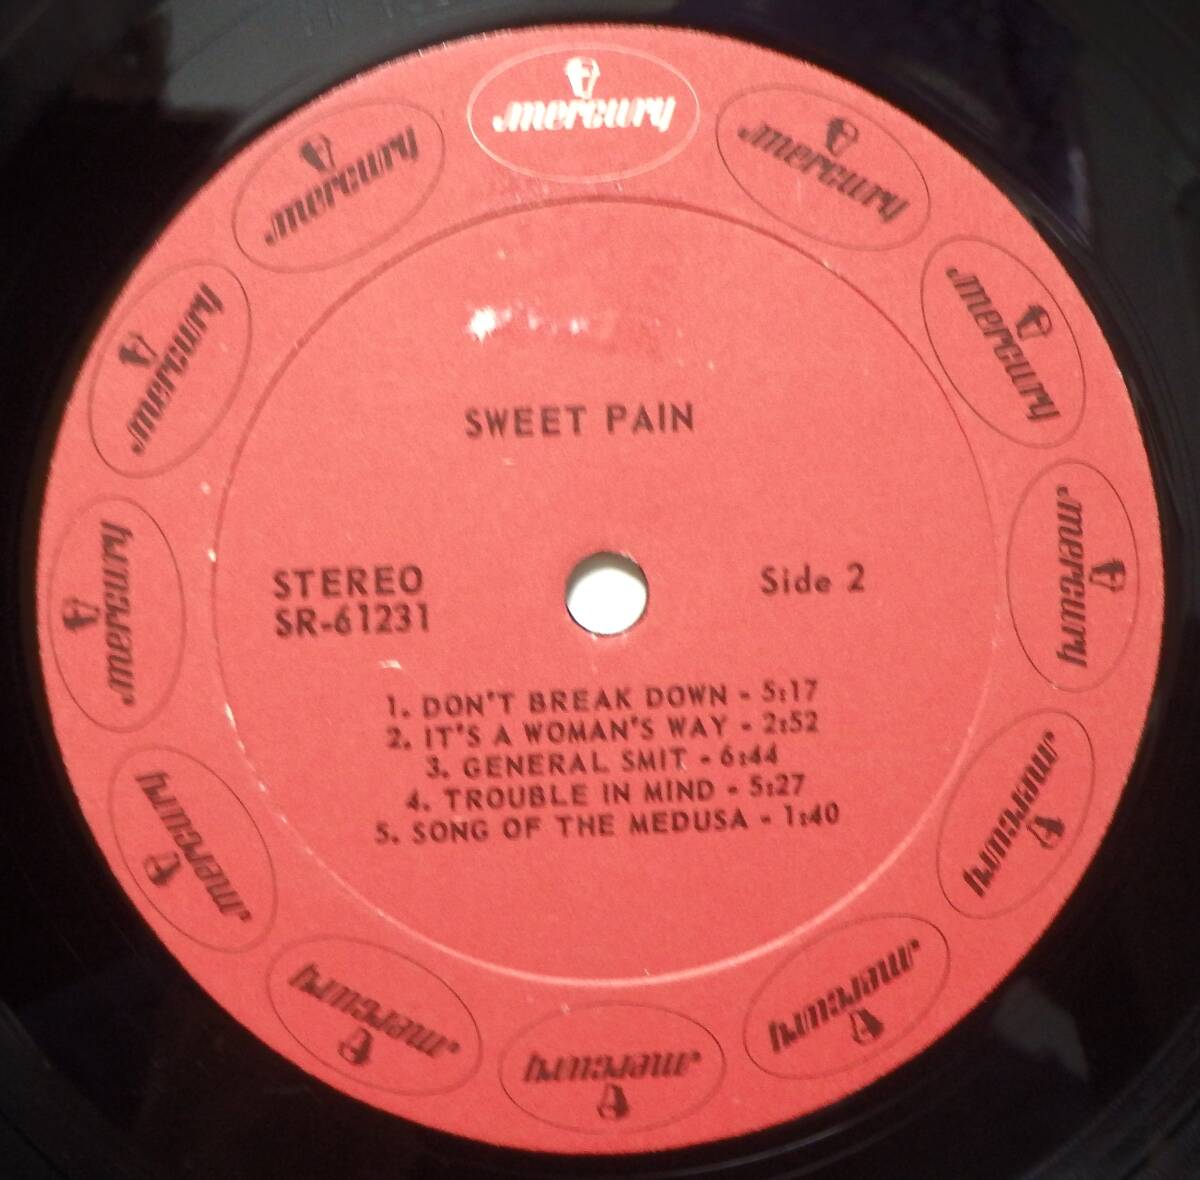 mercury
mercury
mercury
mercury
mercury
mercury
mercury
mercury
mercury
mercury
mercury
mercury
SWEET PAIN
STEREO
SR-61231
Side 2
1. DON'T BREAK DOWN - 5:17
2. IT'S A WOMAN'S WAY - 2:52
3. GENERAL SMIT - 6:44
4. TROUBLE IN MIND - 5:27
5. SONG OF THE MEDUSA - 1:40